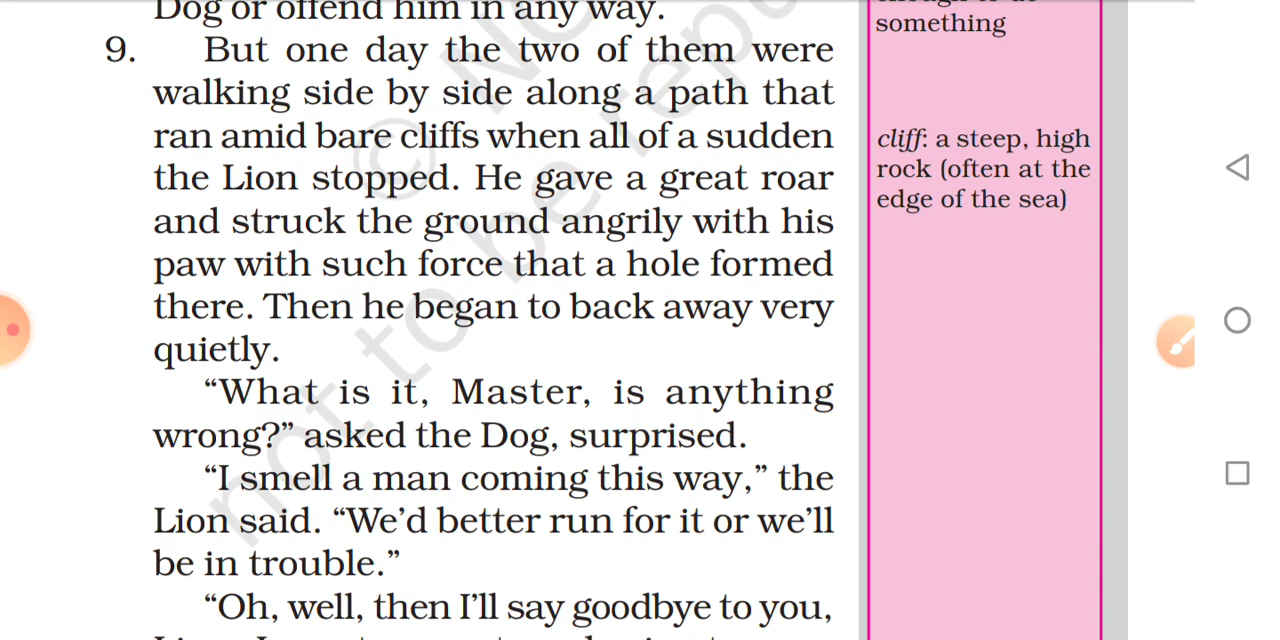 Dog or offend him in any way.
9. But one day the two of them were
walking side by side along a path that
ran amid bare cliffs when all of a sudden
the Lion stopped. He gave a great roar
and struck the ground angrily with his
paw with such force that a hole formed
there. Then he began to back away very
quietly.
“What is it, Master, is anything
wrong?” asked the Dog, surprised.
“I smell a man coming this way,” the
Lion said. “We’d better run for it or we’ll
be in trouble.”
“Oh, well, then I’ll say goodbye to you,
something
cliff: a steep, high
rock (often at the
edge of the sea)
not to be repu